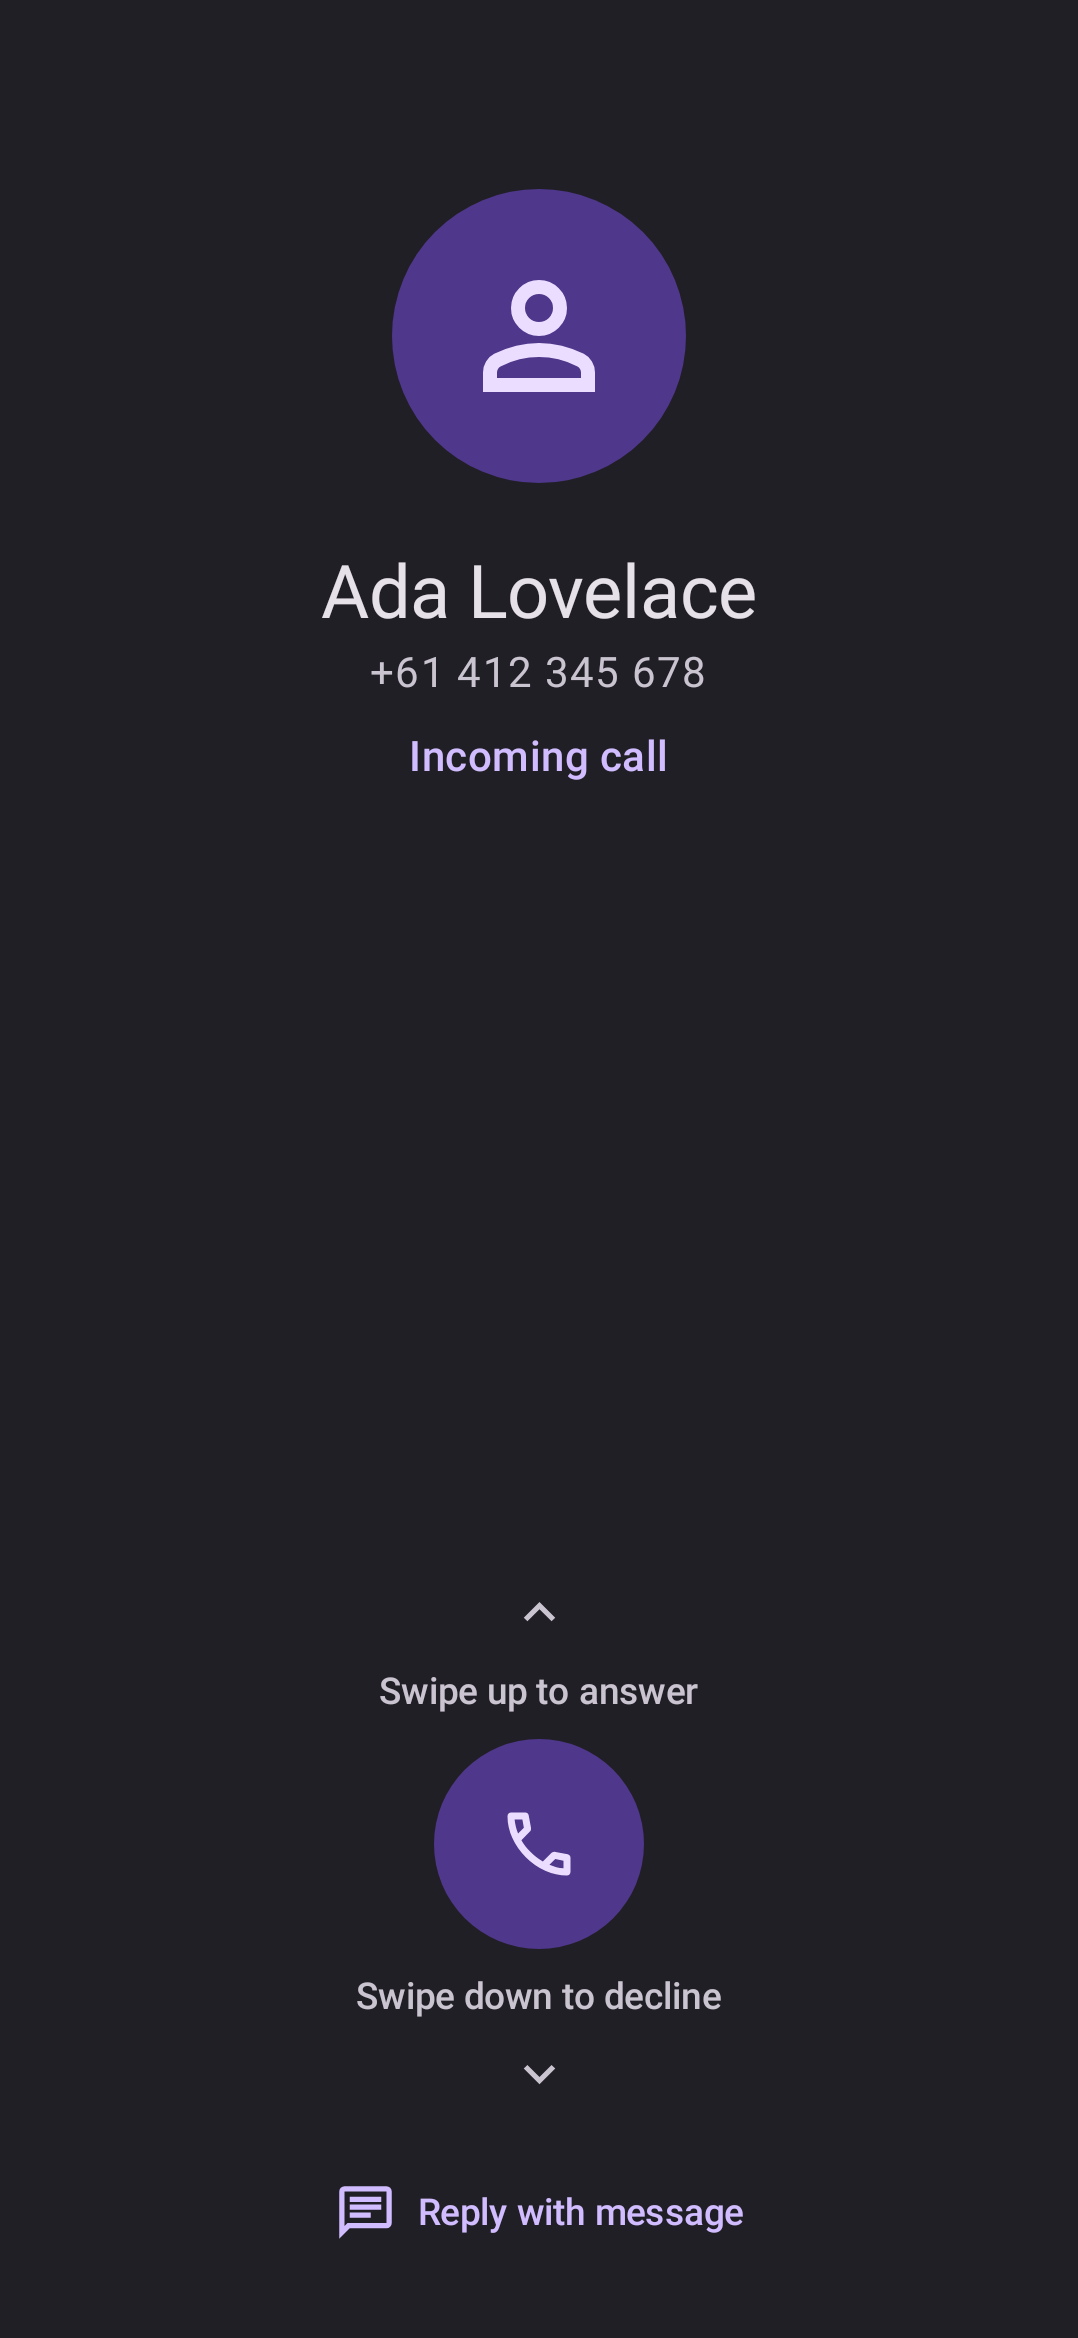 Ada Lovelace
+61 412 345 678
Incoming call
Swipe up to answer
Swipe down to decline
Reply with message